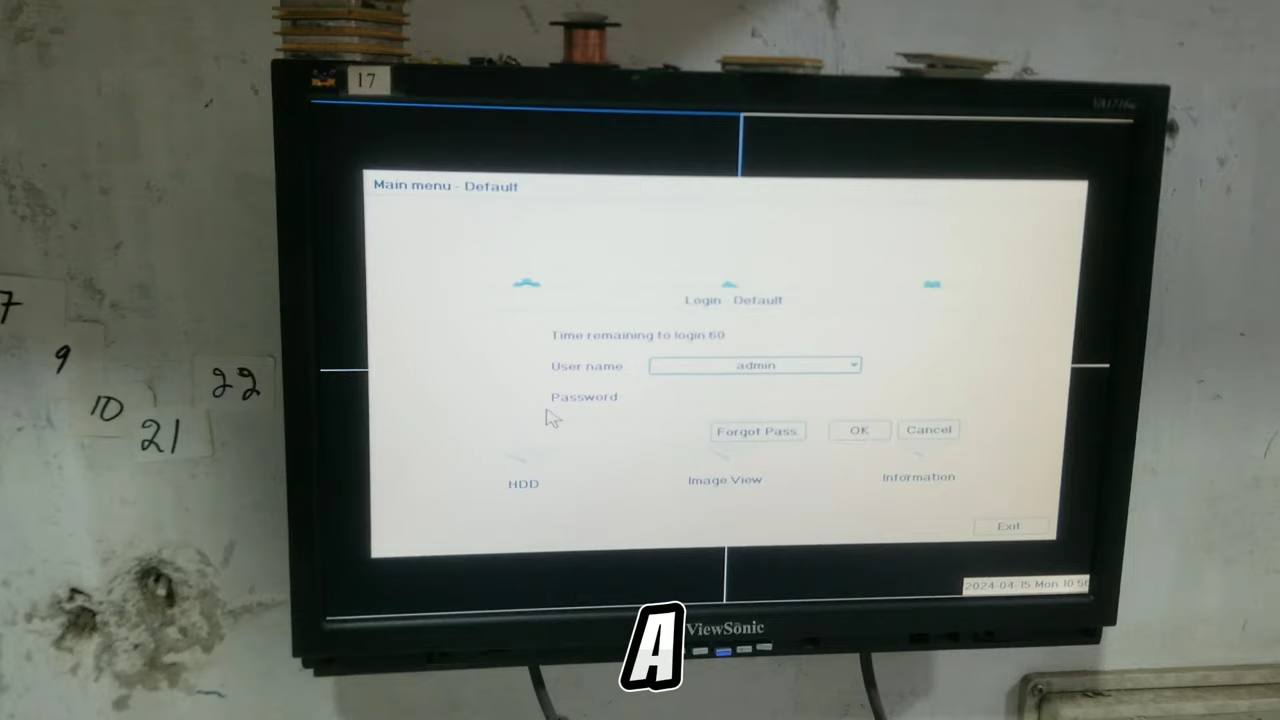 17
Main menu - Default
Login - Default
Time remaining to login:60
User name admin
Password
Forgot Pass.
OK
Cancel
HDD
Image View
Information
Exit
2024-04-15 Mon 10:5
ViewSonic
7
9
10
21
22
A